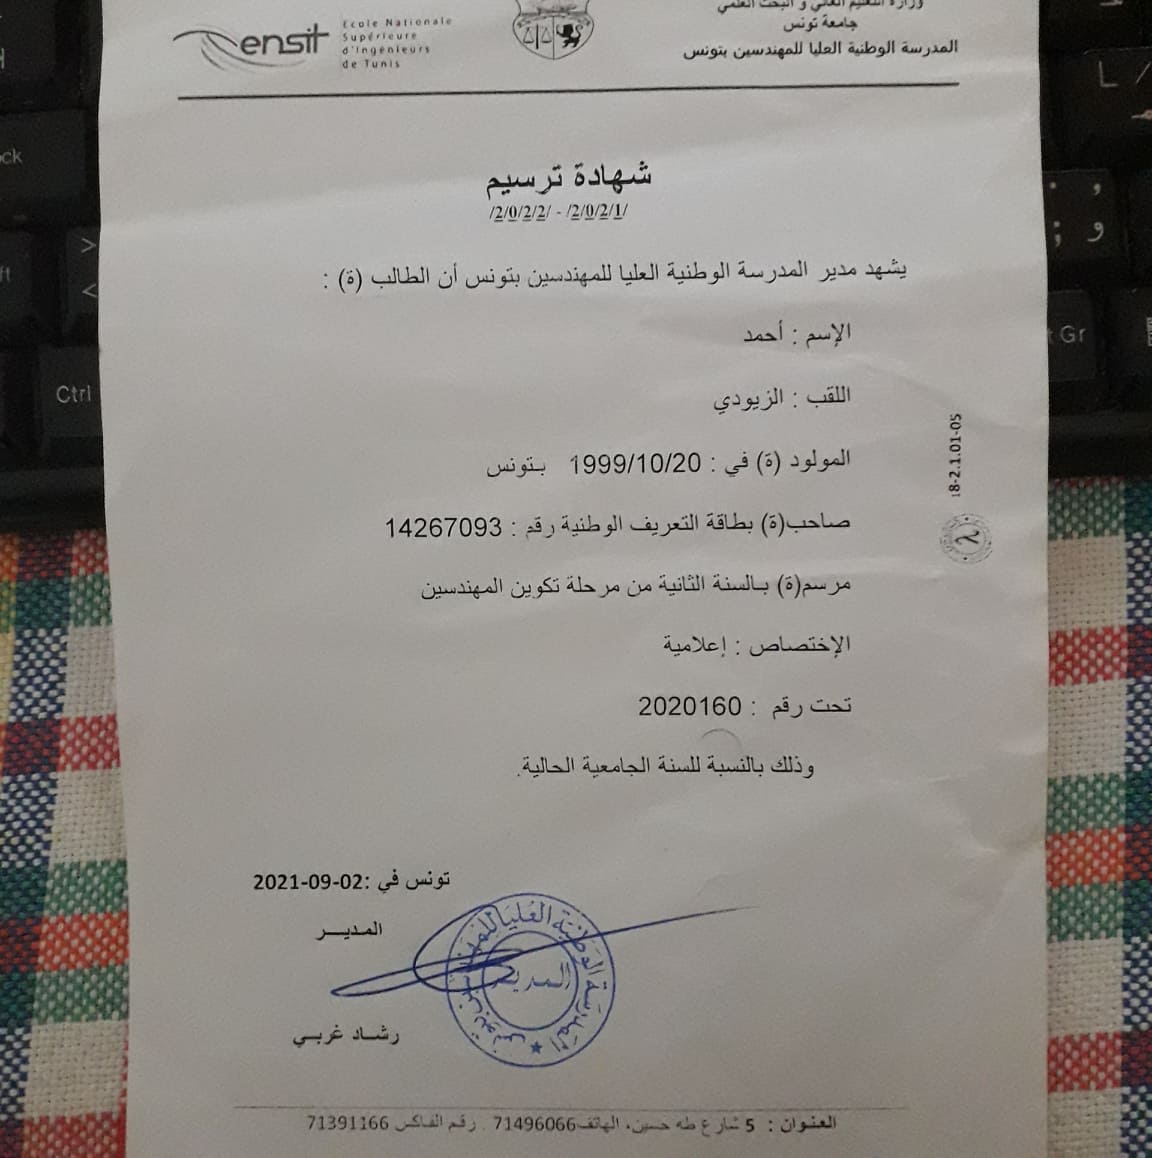 ensit
Ecole Nationale
Supérieure
d'Ingénieurs
de Tunis
وزارة التعليم العالي و البحث العلمي
جامعة تونس
المدرسة الوطنية العليا للمهندسين بتونس
شهادة ترسيم
/2/0/2/2/ - /2/0/2/1/
يشهد مدير المدرسة الوطنية العليا للمهندسين بتونس أن الطالب (ة) :
الإسم : أحمد
اللقب : الزيودي
المولود (ة) في : 1999/10/20 بتونس
صاحب(ة) بطاقة التعريف الوطنية رقم : 14267093
مرسم(ة) بالسنة الثانية من مرحلة تكوين المهندسين
الإختصاص : إعلامية
تحت رقم : 2020160
وذلك بالنسبة للسنة الجامعية الحالية.
18-2.1.01-05
تونس في :02-09-2021
المديـر
المدرسة الوطنية العليا للمهندسين بتونس
المدير
رشاد غربي
العنوان : 5 شارع طه حسين، الهاتف 71496066 . رقم الفاكس 71391166
ck
Ctrl
Gr
L
>
<
و
;